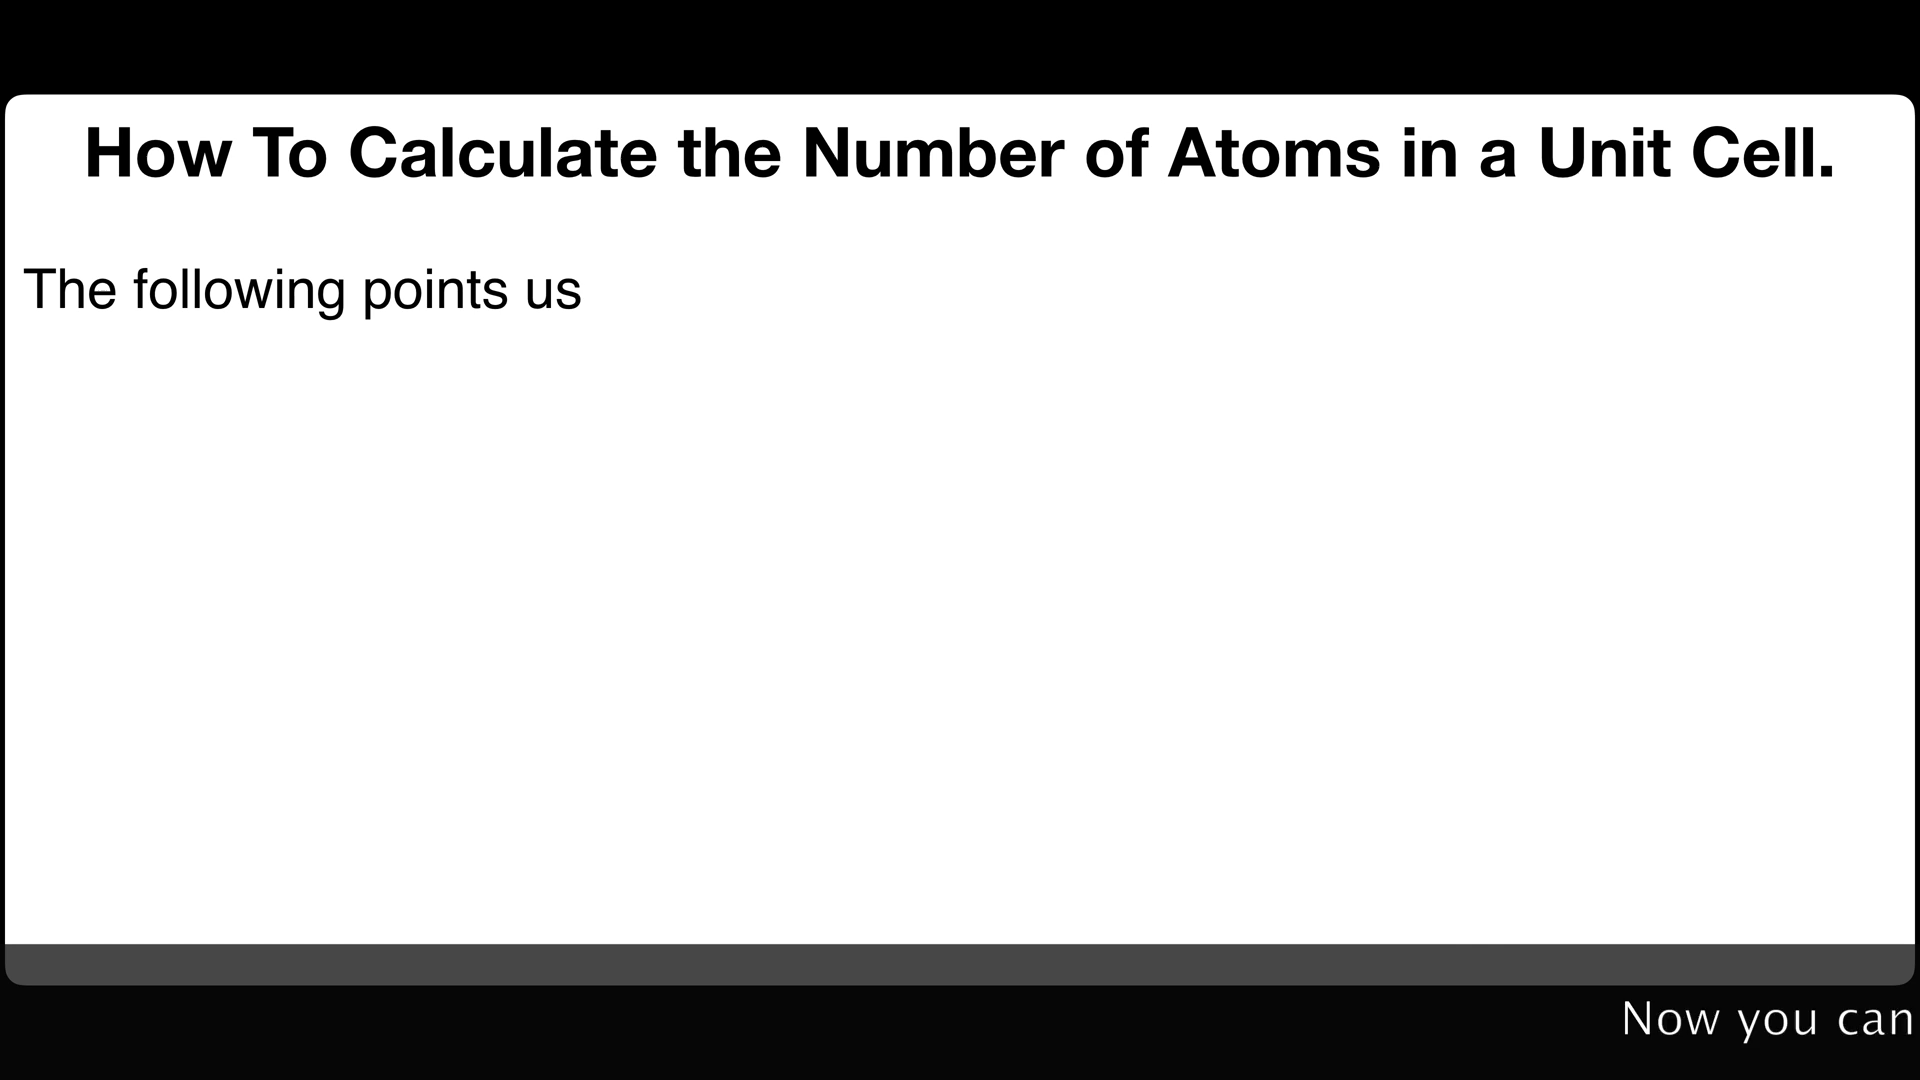 How To Calculate the Number of Atoms in a Unit Cell.
The following points us
Now you can